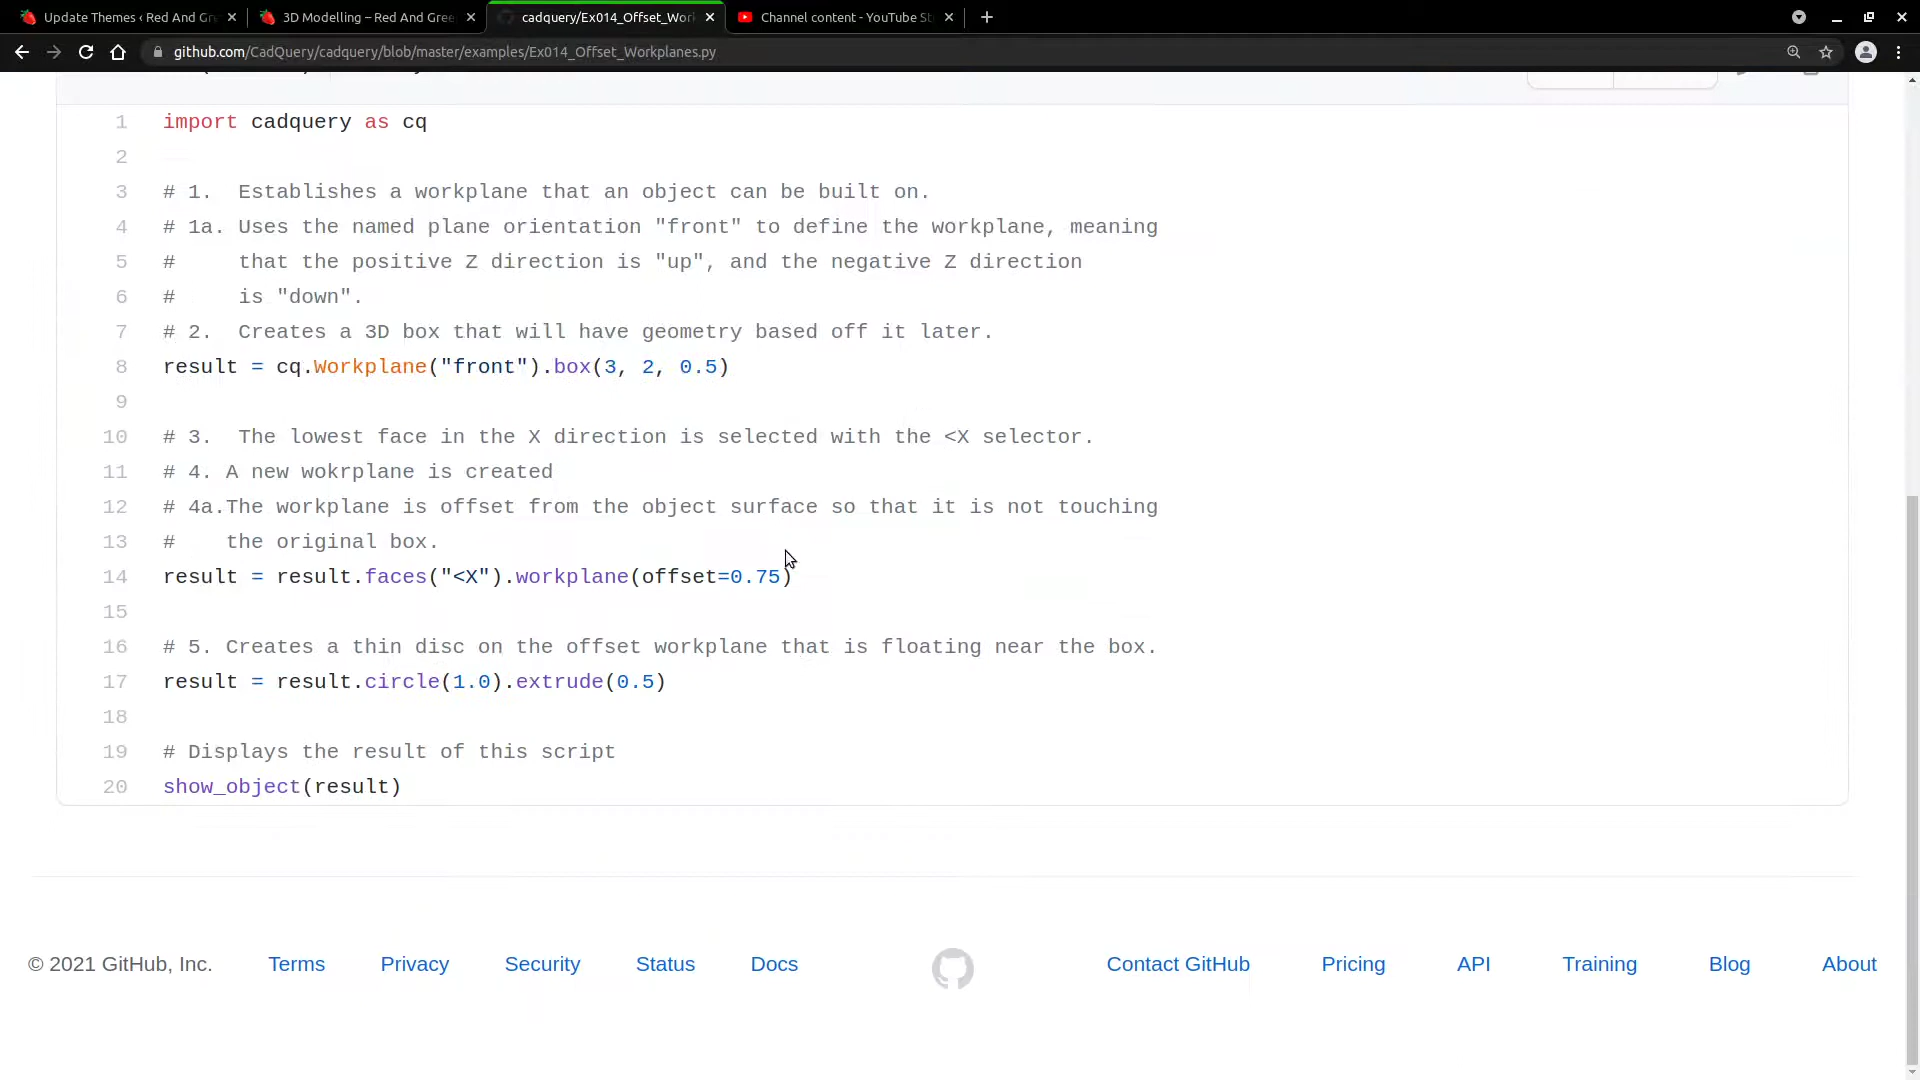 Update Themes ‹ Red And Gr
3D Modelling – Red And Gree
cadquery/Ex014_Offset_Wor
Channel content - YouTube St
github.com/CadQuery/cadquery/blob/master/examples/Ex014_Offset_Workplanes.py
1 import cadquery as cq
2
3 # 1.  Establishes a workplane that an object can be built on.
4 # 1a. Uses the named plane orientation "front" to define the workplane, meaning
5 #     that the positive Z direction is "up", and the negative Z direction
6 #     is "down".
7 # 2.  Creates a 3D box that will have geometry based off it later.
8 result = cq.Workplane("front").box(3, 2, 0.5)
9
10 # 3.  The lowest face in the X direction is selected with the <X selector.
11 # 4. A new wokrplane is created
12 # 4a.The workplane is offset from the object surface so that it is not touching
13 #    the original box.
14 result = result.faces("<X").workplane(offset=0.75)
15
16 # 5. Creates a thin disc on the offset workplane that is floating near the box.
17 result = result.circle(1.0).extrude(0.5)
18
19 # Displays the result of this script
20 show_object(result)
© 2021 GitHub, Inc. Terms Privacy Security Status Docs Contact GitHub Pricing API Training Blog About